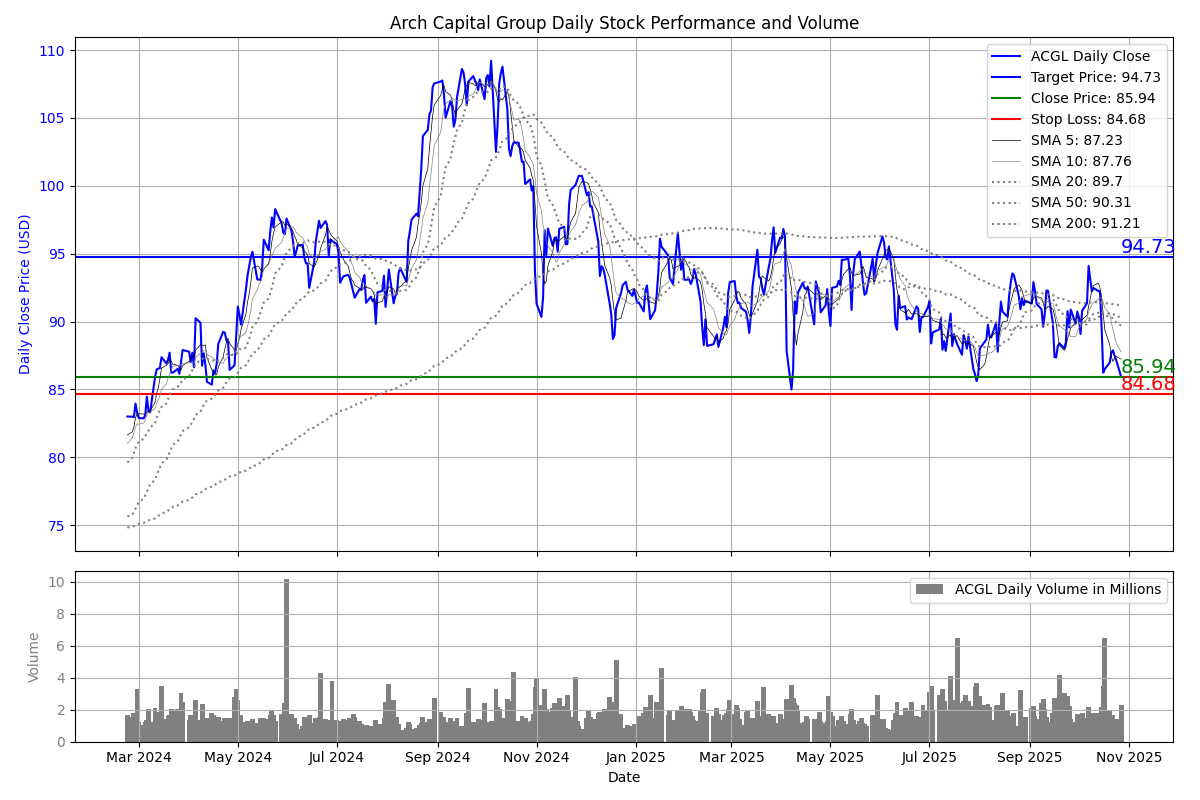 Arch Capital Group Daily Stock Performance and Volume
110
105
100
95
90
85
80
75
Daily Close Price (USD)
ACGL Daily Close
Target Price: 94.73
Close Price: 85.94
Stop Loss: 84.68
SMA 5: 87.23
SMA 10: 87.76
SMA 20: 89.7
SMA 50: 90.31
SMA 200: 91.21
94.73
85.94
84.68
10
8
6
4
2
0
Volume
ACGL Daily Volume in Millions
Mar 2024 May 2024 Jul 2024 Sep 2024 Nov 2024 Jan 2025 Mar 2025 May 2025 Jul 2025 Sep 2025 Nov 2025
Date